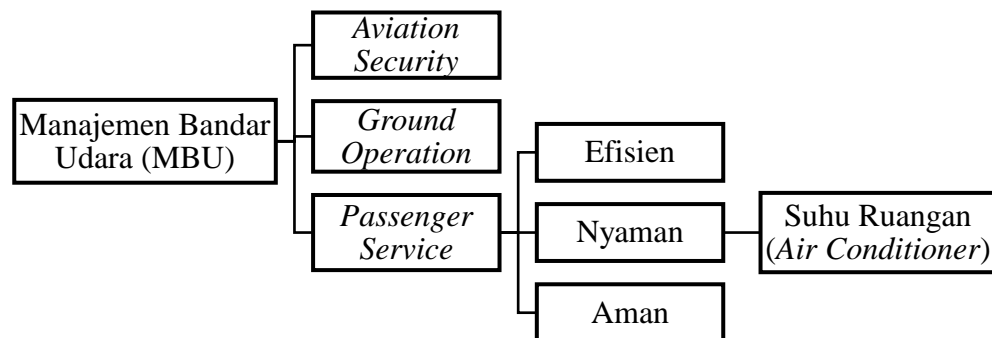 Manajemen Bandar
Udara (MBU)
Aviation
Security
Ground
Operation
Passenger
Service
Efisien
Nyaman
Aman
Suhu Ruangan
(Air Conditioner)